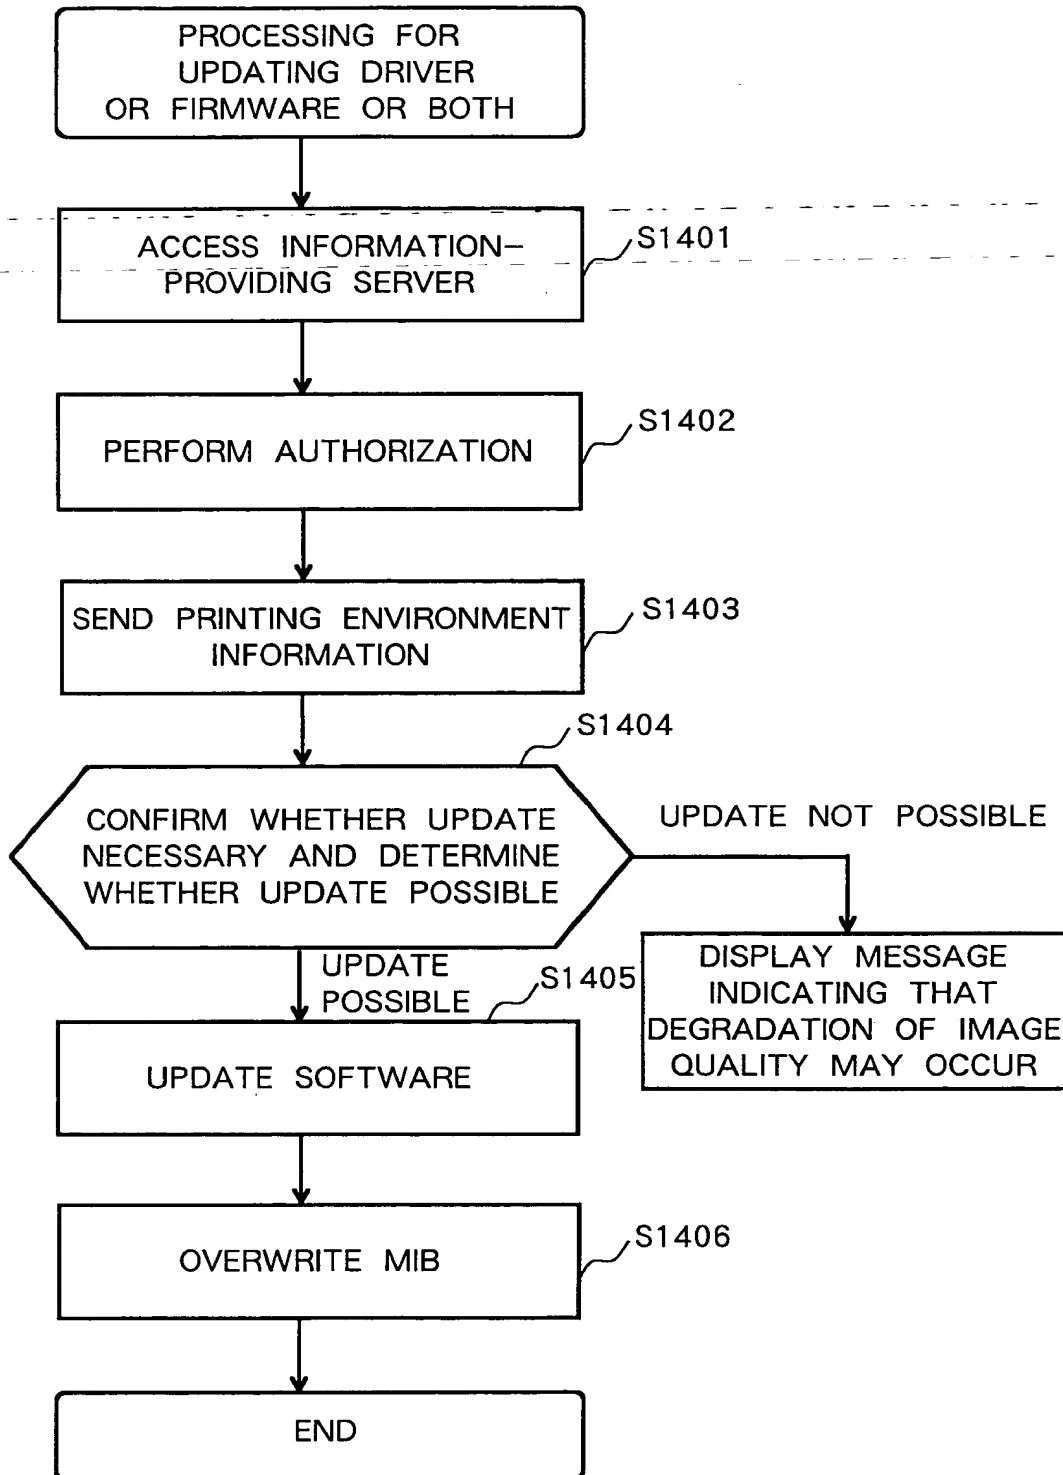 PROCESSING FOR
UPDATING DRIVER
OR FIRMWARE OR BOTH
ACCESS INFORMATION-
PROVIDING SERVER
S1401
PERFORM AUTHORIZATION
S1402
SEND PRINTING ENVIRONMENT
INFORMATION
S1403
S1404
CONFIRM WHETHER UPDATE
NECESSARY AND DETERMINE
WHETHER UPDATE POSSIBLE
UPDATE NOT POSSIBLE
DISPLAY MESSAGE
INDICATING THAT
DEGRADATION OF IMAGE
QUALITY MAY OCCUR
UPDATE
POSSIBLE
S1405
UPDATE SOFTWARE
OVERWRITE MIB
S1406
END